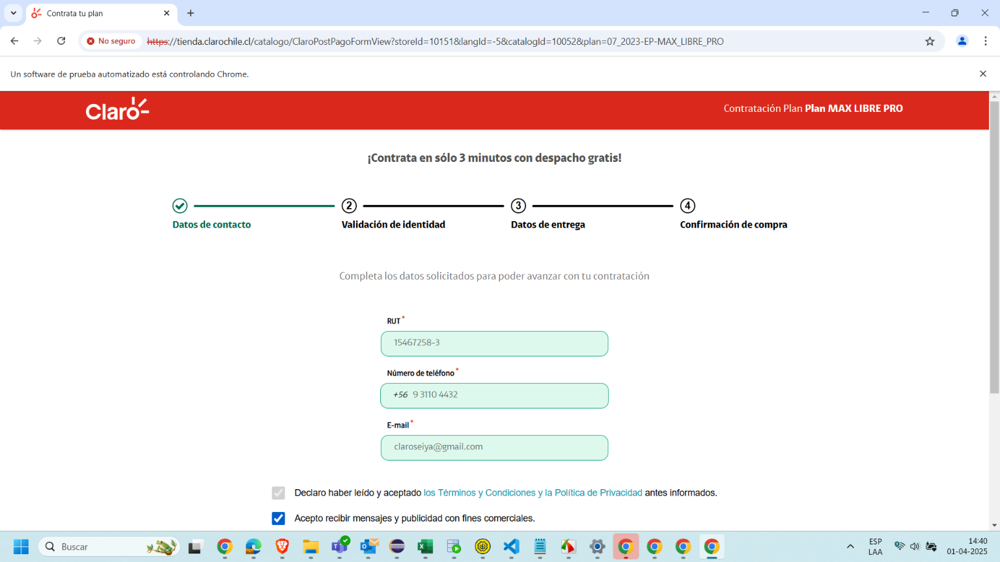 Contrata tu plan
No seguro
https://tienda.clarochile.cl/catalogo/ClaroPostPagoFormView?storeId=10151&langId=-5&catalogId=10052&plan=07_2023-EP-MAX_LIBRE_PRO
Un software de prueba automatizado está controlando Chrome.
Claro
Contratación Plan Plan MAX LIBRE PRO
¡Contrata en sólo 3 minutos con despacho gratis!
2 3 4
Datos de contacto Validación de identidad Datos de entrega Confirmación de compra
Completa los datos solicitados para poder avanzar con tu contratación
RUT*
15467258-3
Número de teléfono*
+56 9 3110 4432
E-mail*
claroseiya@gmail.com
Declaro haber leído y aceptado los Términos y Condiciones y la Política de Privacidad antes informados.
Acepto recibir mensajes y publicidad con fines comerciales.
Buscar
ESP
LAA
14:40
01-04-2025